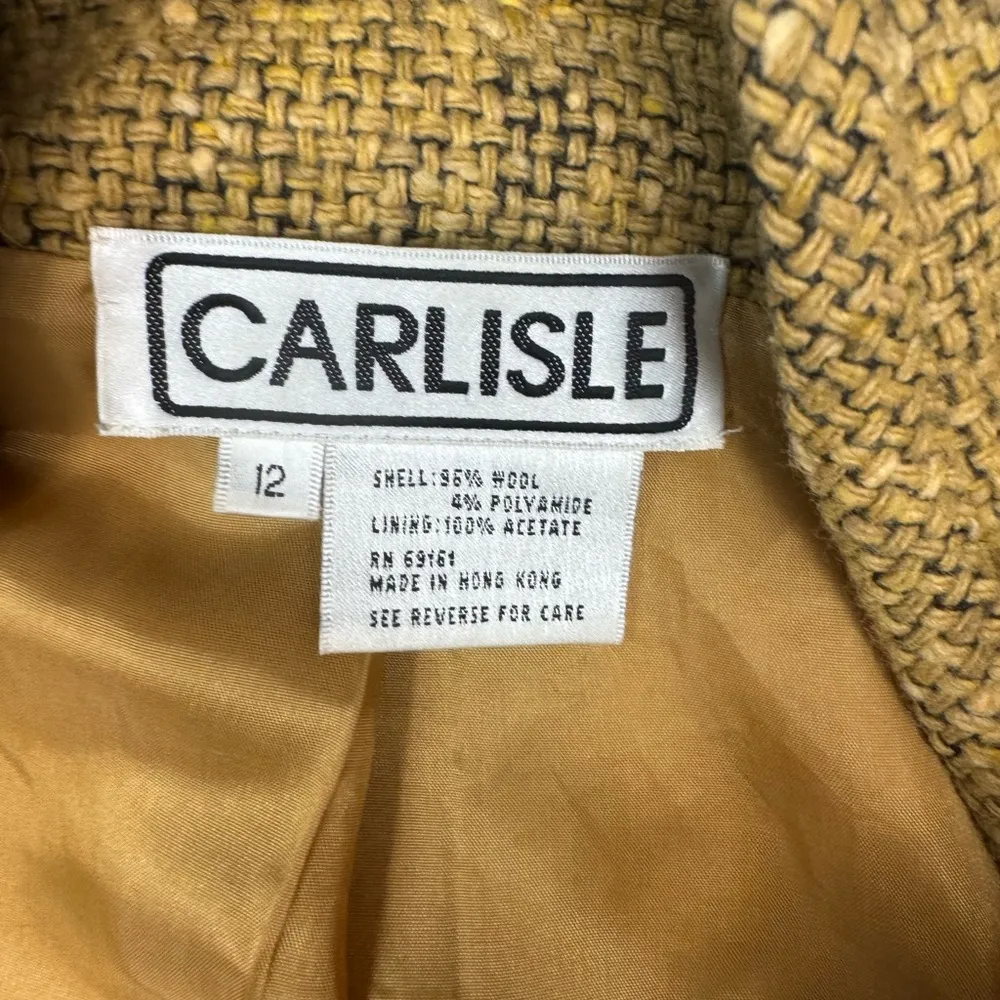 CARLISLE
12
SHELL:96% WOOL
4% POLYAMIDE
LINING:100% ACETATE
RN 69161
MADE IN HONG KONG
SEE REVERSE FOR CARE